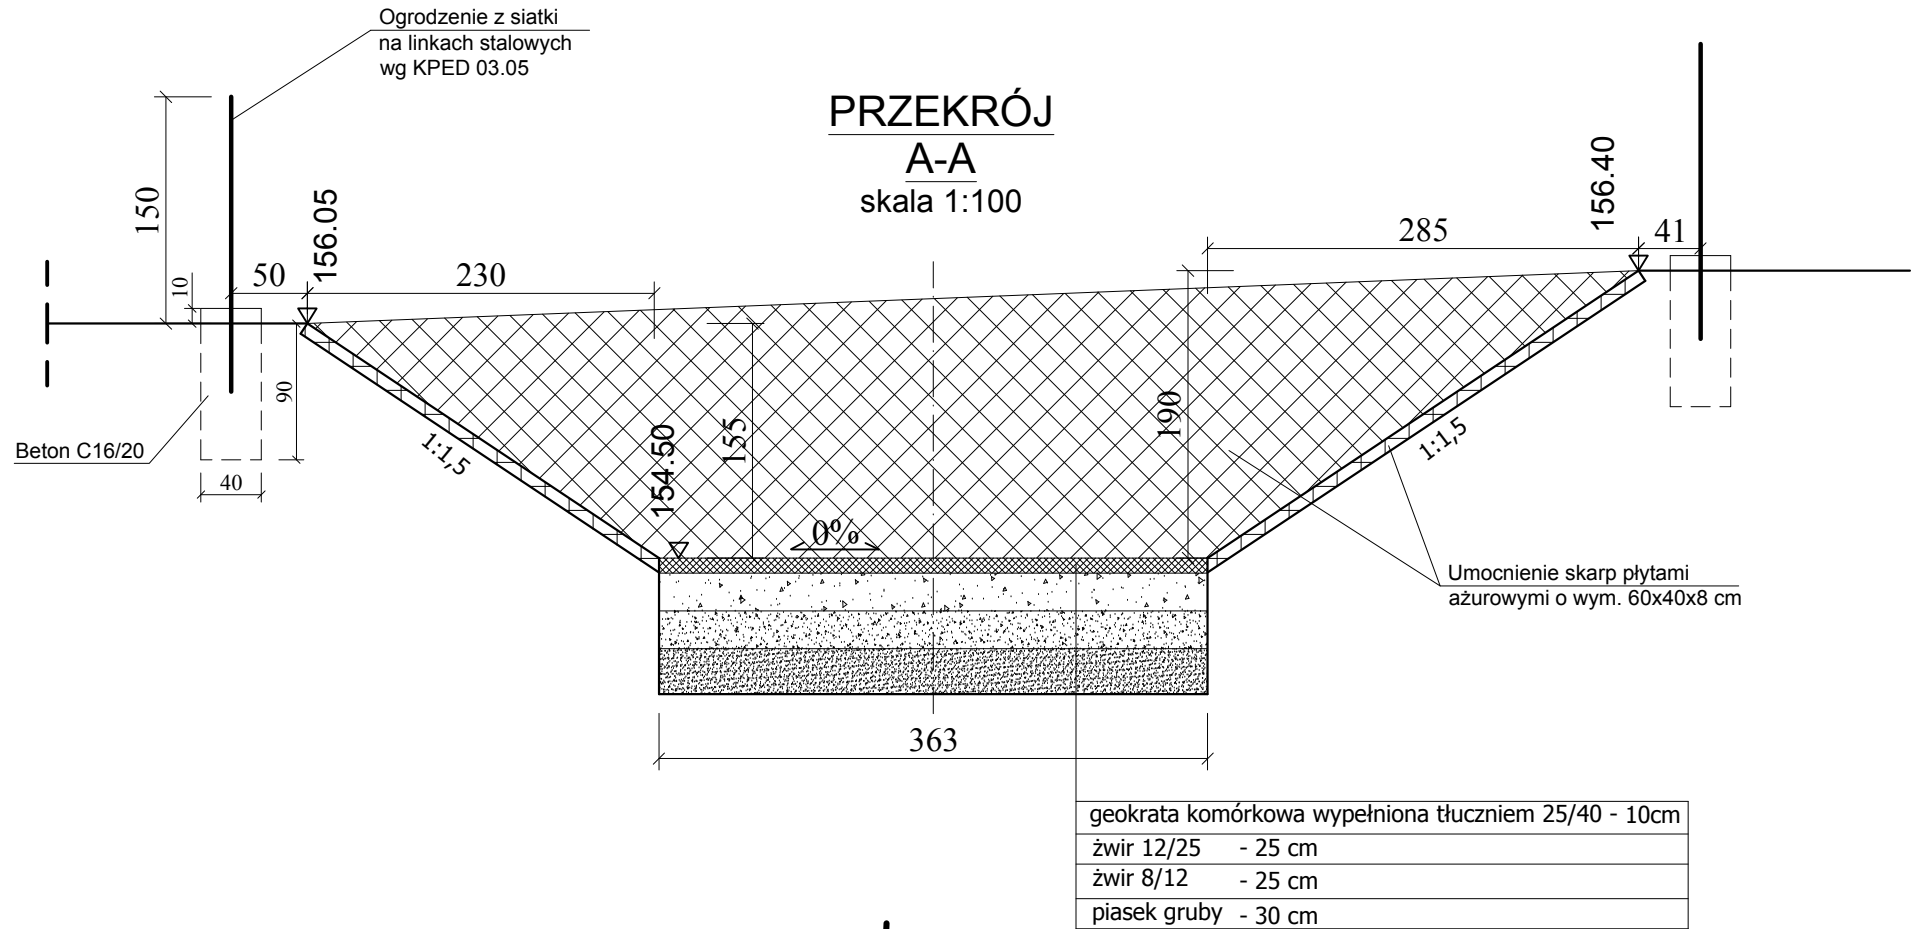 Ogrodzenie z siatki
na linkach stalowych
wg KPED 03.05
PRZEKRÓJ
A-A
skala 1:100
150
10
50
156.05
230
285
156.40
41
90
40
Beton C16/20
1:1,5
154.50
155
0%
190
1:1,5
Umocnienie skarp płytami
ażurowymi o wym. 60x40x8 cm
363
geokrata komórkowa wypełniona tłuczniem 25/40 - 10cm
żwir 12/25 - 25 cm
żwir 8/12 - 25 cm
piasek gruby - 30 cm